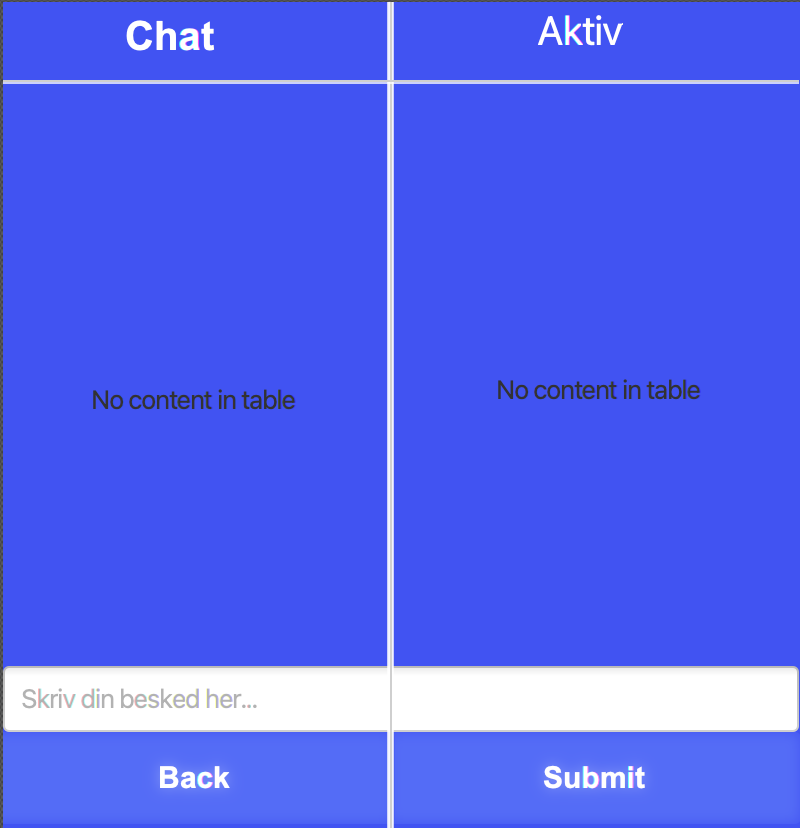 Chat
Aktiv
No content in table
No content in table
Skriv din besked her...
Back
Submit